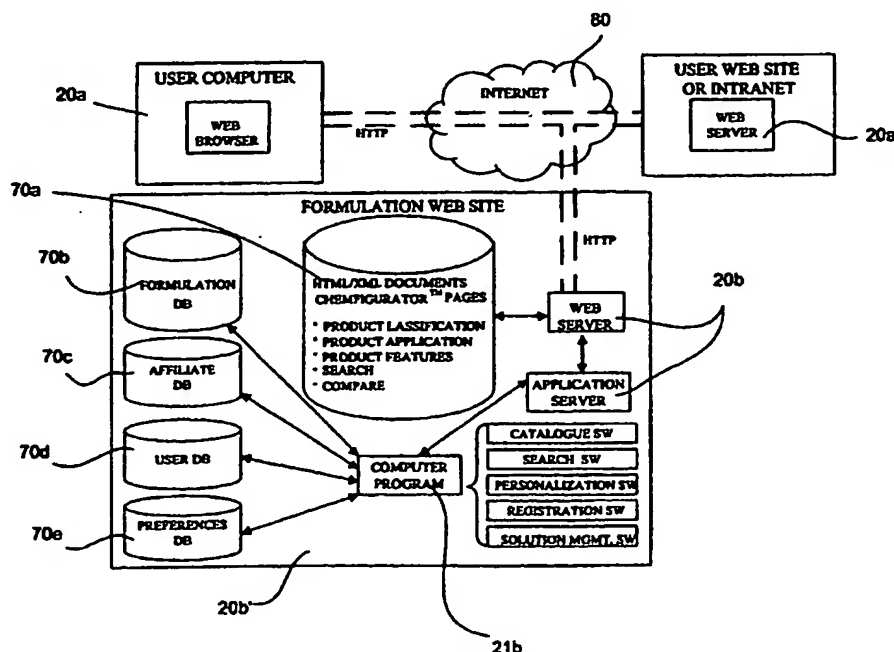 80
USER COMPUTER
20a
WEB
BROWSER
INTERNET
HTTP
USER WEB SITE
OR INTRANET
WEB
SERVER
20a
70a
FORMULATION WEB SITE
HTTP
70b
FORMULATION
DB
HTML/XML DOCUMENTS
CHEMFIGURATOR™ PAGES
* PRODUCT LASSIFICATION
* PRODUCT APPLICATION
* PRODUCT FEATURES
* SEARCH
* COMPARE
20b
WEB
SERVER
70c
AFFILIATE
DB
APPLICATION
SERVER
70d
USER DB
COMPUTER
PROGRAM
CATALOGUE SW
SEARCH SW
PERSONALIZATION SW
REGISTRATION SW
SOLUTION MGMT. SW
70e
PREFERENCES
DB
20b
21b